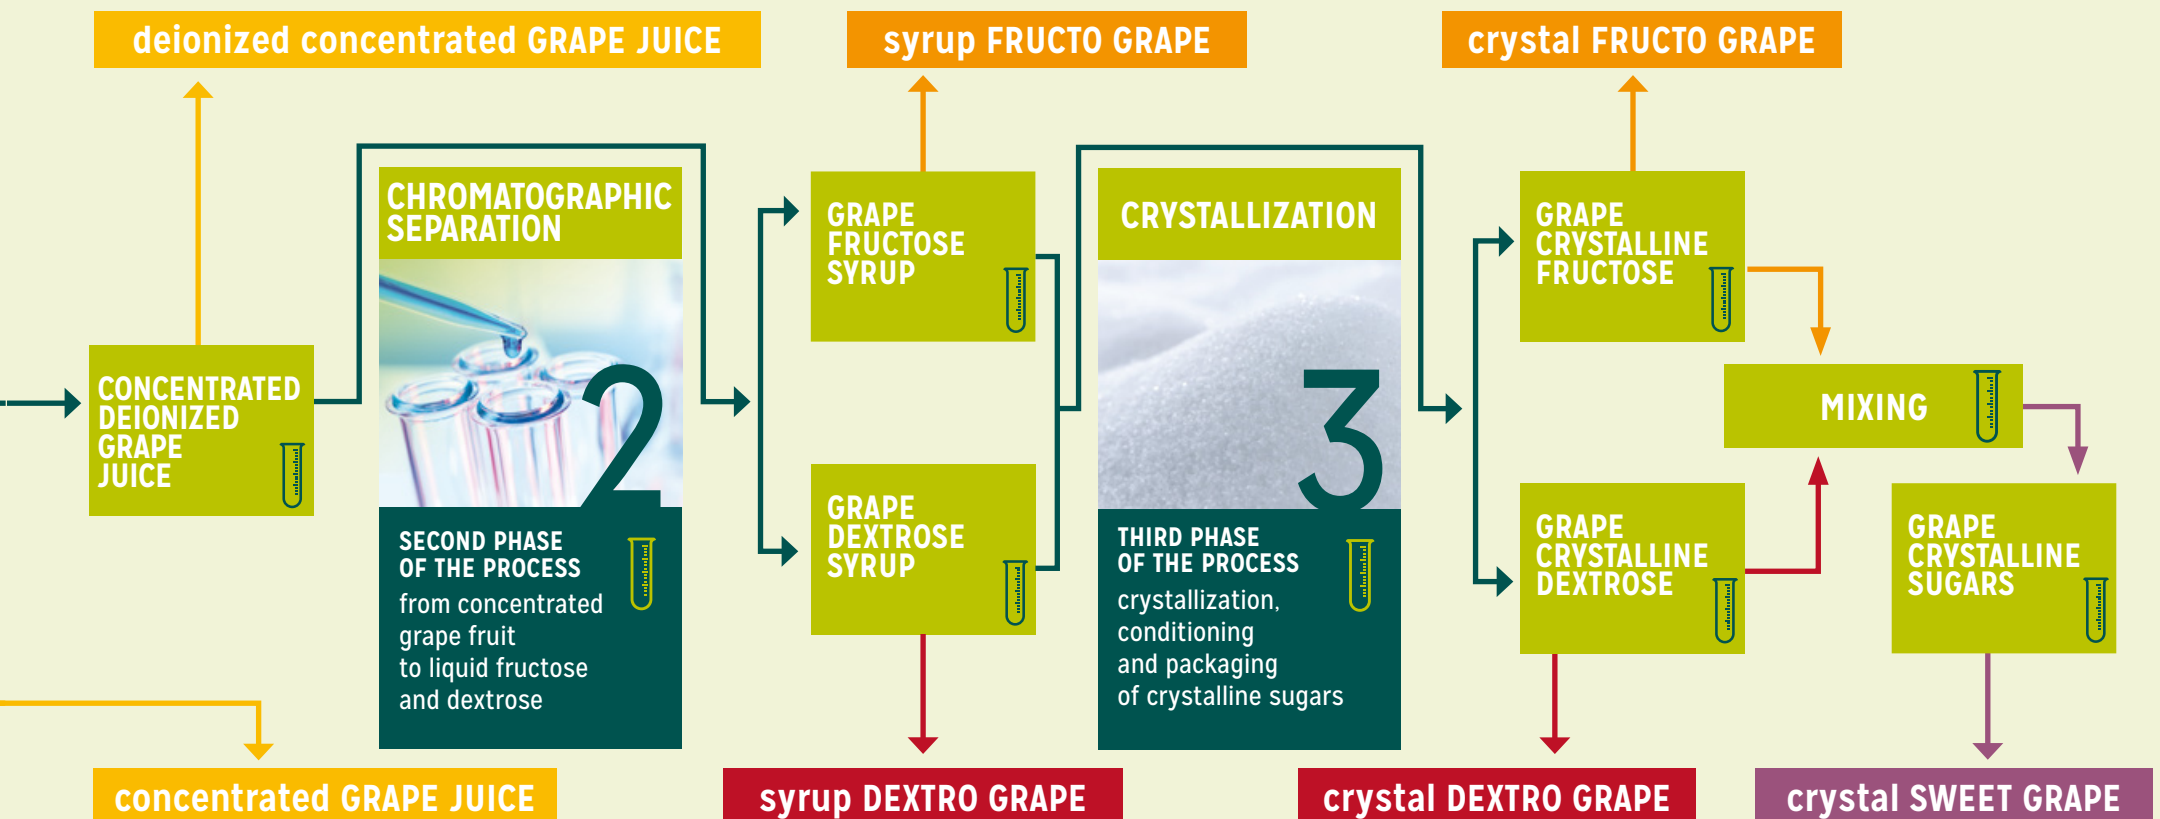 deionized concentrated GRAPE JUICE
syrup FRUCTO GRAPE
crystal FRUCTO GRAPE
CONCENTRATED
DEIONIZED
GRAPE
JUICE
CHROMATOGRAPHIC
SEPARATION
2
SECOND PHASE
OF THE PROCESS
from concentrated
grape fruit
to liquid fructose
and dextrose
GRAPE
FRUCTOSE
SYRUP
GRAPE
DEXTROSE
SYRUP
CRYSTALLIZATION
3
THIRD PHASE
OF THE PROCESS
crystallization,
conditioning
and packaging
of crystalline sugars
GRAPE
CRYSTALLINE
FRUCTOSE
MIXING
GRAPE
CRYSTALLINE
DEXTROSE
GRAPE
CRYSTALLINE
SUGARS
concentrated GRAPE JUICE
syrup DEXTRO GRAPE
crystal DEXTRO GRAPE
crystal SWEET GRAPE